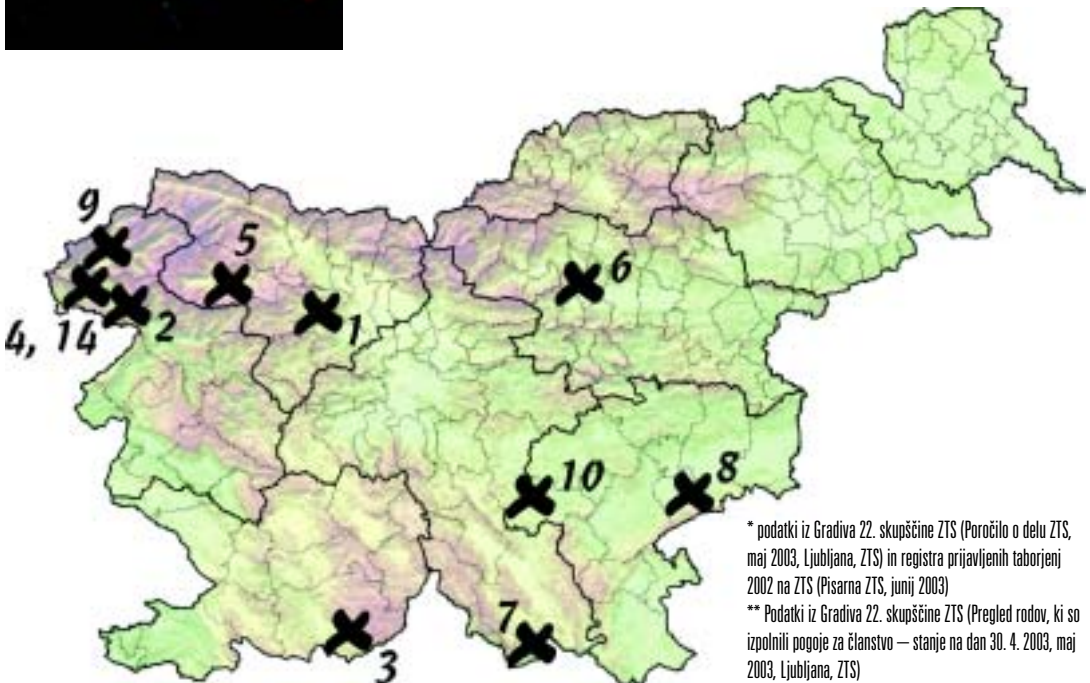 9
5
6
4, 14
2
1
10
8
7
3
* podatki iz Gradiva 22. skupščine ZTS (Poročilo o delu ZTS,
maj 2003, Ljubljana, ZTS) in registra prijavljenih taborjenj
2002 na ZTS (Pisarna ZTS, junij 2003)
** Podatki iz Gradiva 22. skupščine ZTS (Pregled rodov, ki so
izpolnili pogoje za članstvo – stanje na dan 30. 4. 2003, maj
2003, Ljubljana, ZTS)